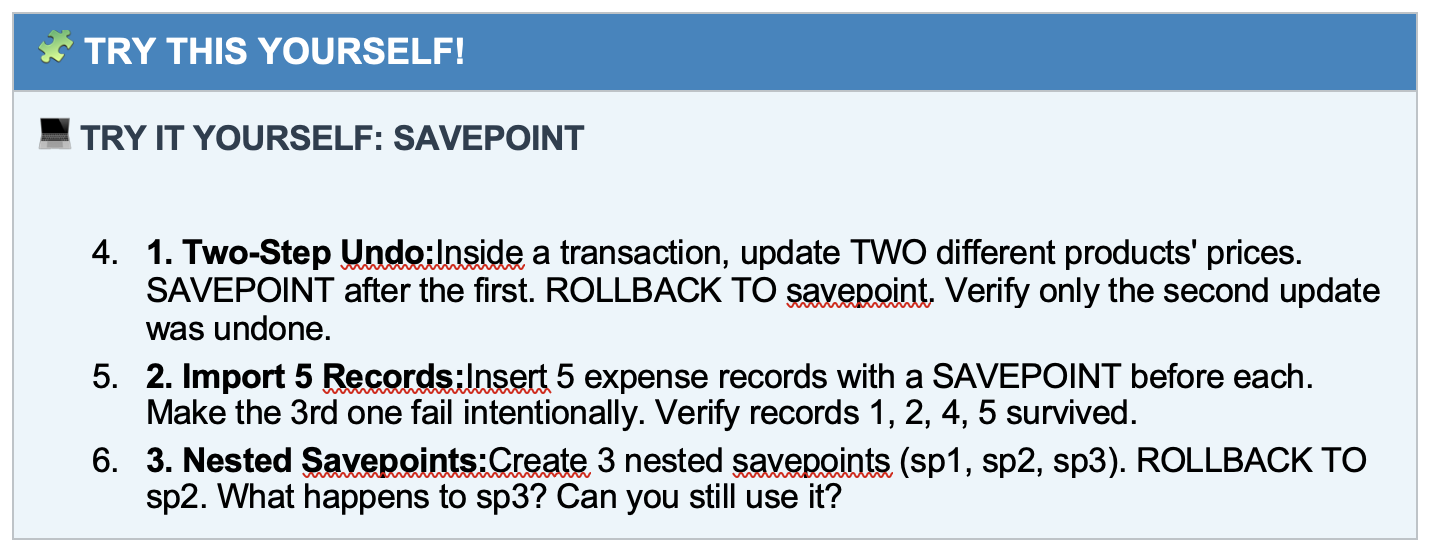 TRY THIS YOURSELF!
TRY IT YOURSELF: SAVEPOINT
4. 1. Two-Step Undo:Inside a transaction, update TWO different products' prices.
SAVEPOINT after the first. ROLLBACK TO savepoint. Verify only the second update
was undone.
5. 2. Import 5 Records:Insert 5 expense records with a SAVEPOINT before each.
Make the 3rd one fail intentionally. Verify records 1, 2, 4, 5 survived.
6. 3. Nested Savepoints:Create 3 nested savepoints (sp1, sp2, sp3). ROLLBACK TO
sp2. What happens to sp3? Can you still use it?